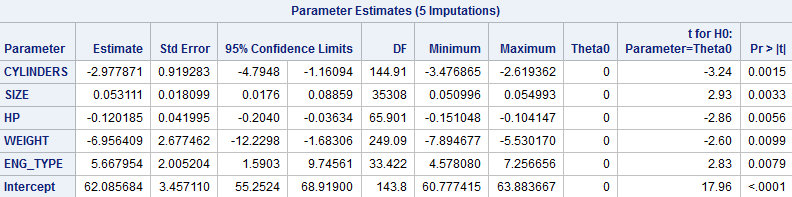 Parameter Estimates (5 Imputations)
Parameter Estimate Std Error 95% Confidence Limits DF Minimum Maximum Theta0 t for H0: Parameter=Theta0 Pr > |t|
CYLINDERS -2.977871 0.919283 -4.7948 -1.16094 144.91 -3.476865 -2.619362 0 -3.24 0.0015
SIZE 0.053111 0.018099 0.0176 0.08859 35308 0.050996 0.054993 0 2.93 0.0033
HP -0.120185 0.041995 -0.2040 -0.03634 65.901 -0.151048 -0.104147 0 -2.86 0.0056
WEIGHT -6.956409 2.677462 -12.2298 -1.68306 249.09 -7.894677 -5.530170 0 -2.60 0.0099
ENG_TYPE 5.667954 2.005204 1.5903 9.74561 33.422 4.578080 7.256656 0 2.83 0.0079
Intercept 62.085684 3.457110 55.2524 68.91900 143.8 60.777415 63.883667 0 17.96 <.0001